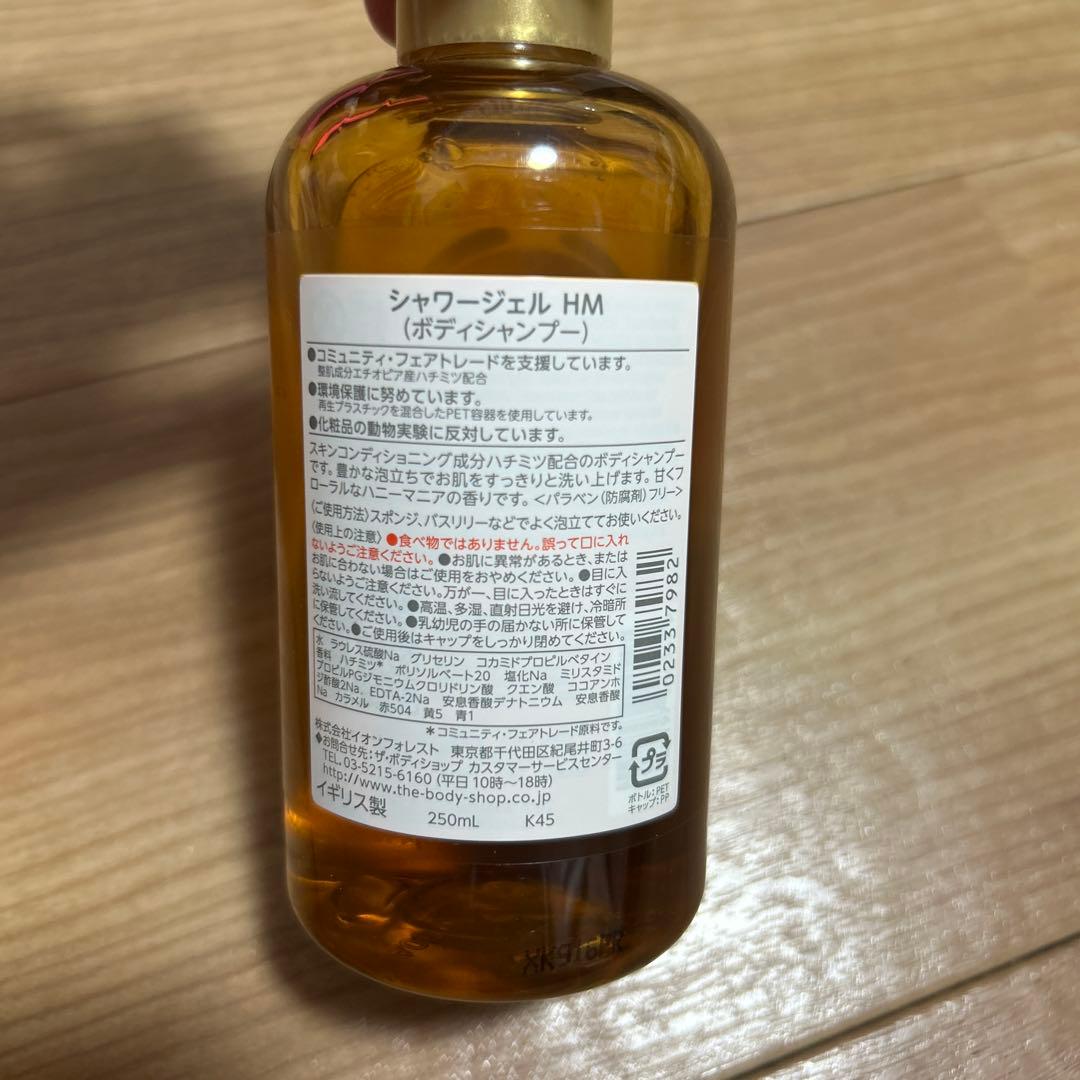 シャワージェル HM
（ボディシャンプー）
●コミュニティ・フェアトレードを支援しています。
整肌成分エチオピア産ハチミツ配合
●環境保護に努めています。
再生プラスチックを混合したPET容器を使用しています。
●化粧品の動物実験に反対しています。
スキンコンディショニング成分ハチミツ配合のボディシャンプー
です。豊かな泡立ちでお肌をすっきりと洗い上げます。甘くフ
ローラルなハニーマニアの香りです。＜パラベン（防腐剤）フリー＞
〈ご使用方法〉スポンジ、バスリリーなどでよく泡立ててお使いください。
〈使用上の注意〉●食べ物ではありません。誤って口に入れ
ないようご注意ください。●お肌に異常があるとき、または
お肌に合わない場合はご使用をおやめください。●目に入
らないようご注意ください。万が一、目に入ったときはすぐに
洗い流してください。●高温、多湿、直射日光を避け、冷暗所
に保管してください。●乳幼児の手の届かない所に保管して
ください。●ご使用後はキャップをしっかり閉めてください。
02337982
水 ラウレス硫酸Na グリセリン コカミドプロピルベタイン
香料 ハチミツ* ポリソルベート20 塩化Na ミリスタミド
プロピルPGジモニウムクロリドリン酸 クエン酸 ココアンホ
ジ酢酸2Na EDTA-2Na 安息香酸デナトニウム 安息香酸
Na カラメル 赤504 黄5 青1
*コミュニティ・フェアトレード原料です。
株式会社イオンフォレスト 東京都千代田区紀尾井町3-6
◆お問合せ先：ザ・ボディショップ カスタマーサービスセンター
TEL.03-5215-6160（平日 10時〜18時）
http://www.the-body-shop.co.jp
イギリス製
250mL K45
プラ
ボトル：PET
キャップ：PP